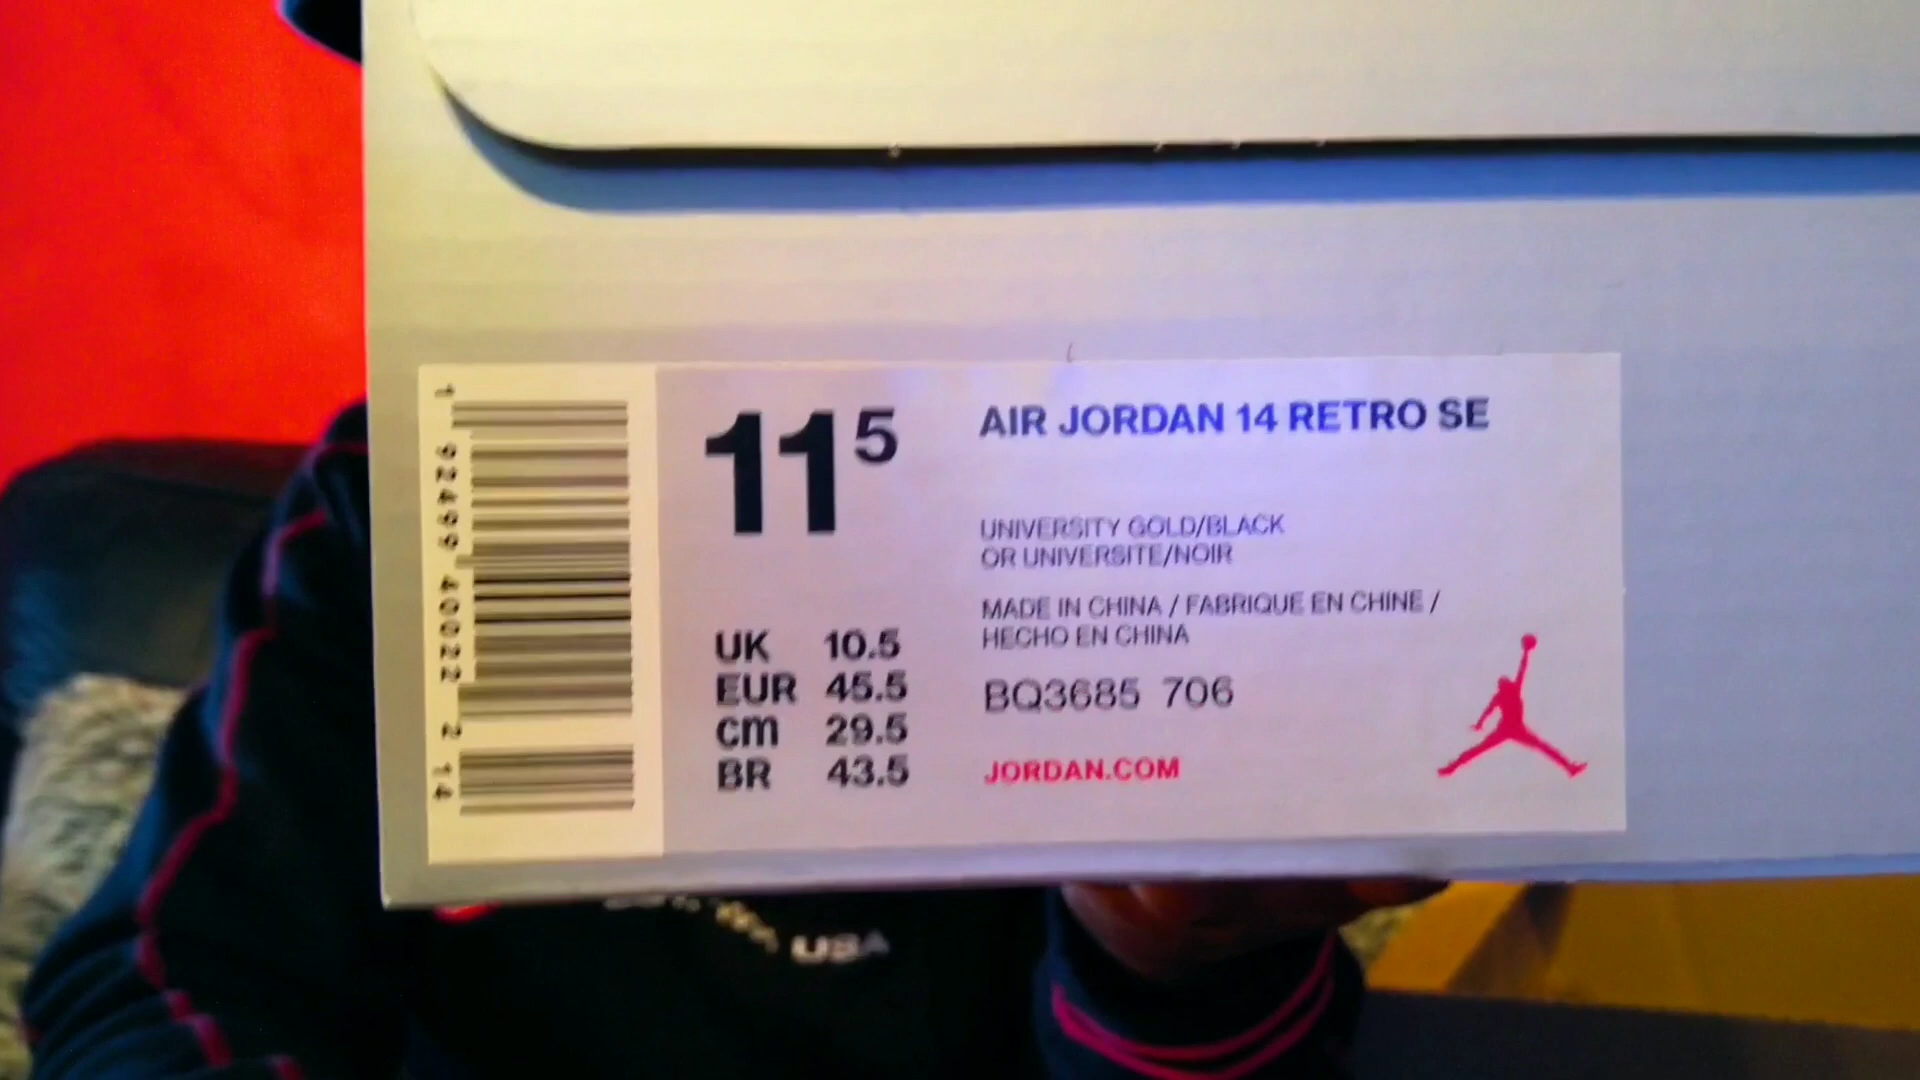 1 92499 40022 2 14
11 5
AIR JORDAN 14 RETRO SE
UNIVERSITY GOLD/BLACK
OR UNIVERSITE/NOIR
MADE IN CHINA / FABRIQUE EN CHINE /
HECHO EN CHINA
UK 10.5
EUR 45.5
cm 29.5
BR 43.5
BQ3685 706
JORDAN.COM
USA